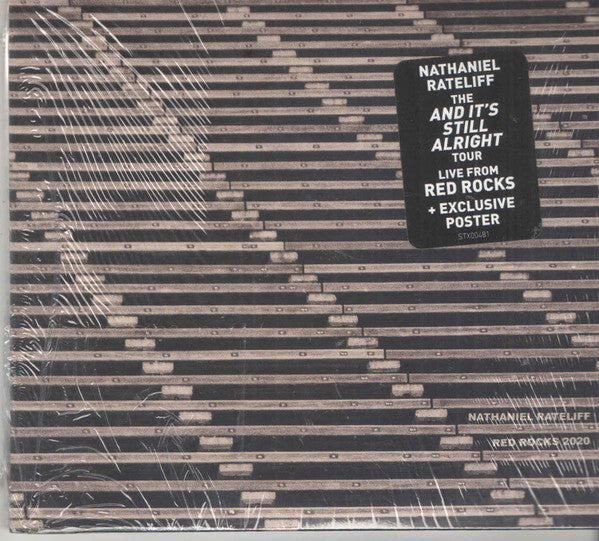 NATHANIEL
RATELIFF
THE
AND IT'S
STILL
ALRIGHT
TOUR
LIVE FROM
RED ROCKS
+ EXCLUSIVE
POSTER
STX00481
NATHANIEL RATELIFF
RED ROCKS 2020